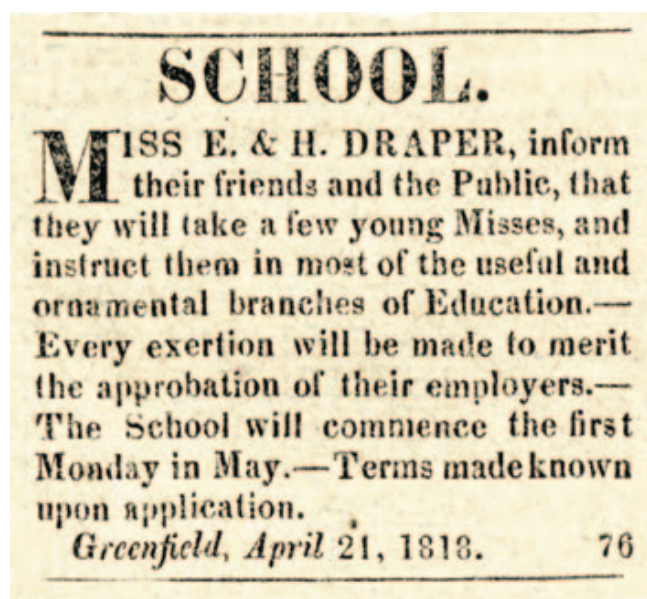 SCHOOL.
MISS E. & H. DRAPER, inform
their friends and the Public, that
they will take a few young Misses, and
instruct them in most of the useful and
ornamental branches of Education.—
Every exertion will be made to merit
the approbation of their employers.—
The School will commence the first
Monday in May.—Terms made known
upon application.
Greenfield, April 21, 1818. 76